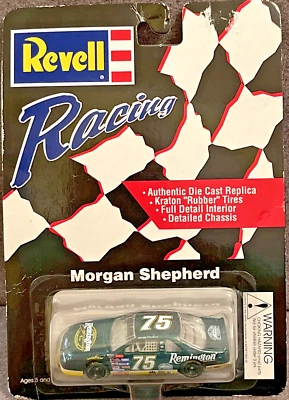 Revell
Racing
• Authentic Die Cast Replica
• Kraton "Rubber" Tires
• Full Detail Interior
• Detailed Chassis
Morgan Shepherd
75
75
Remington
WARNING
Ages 5 and